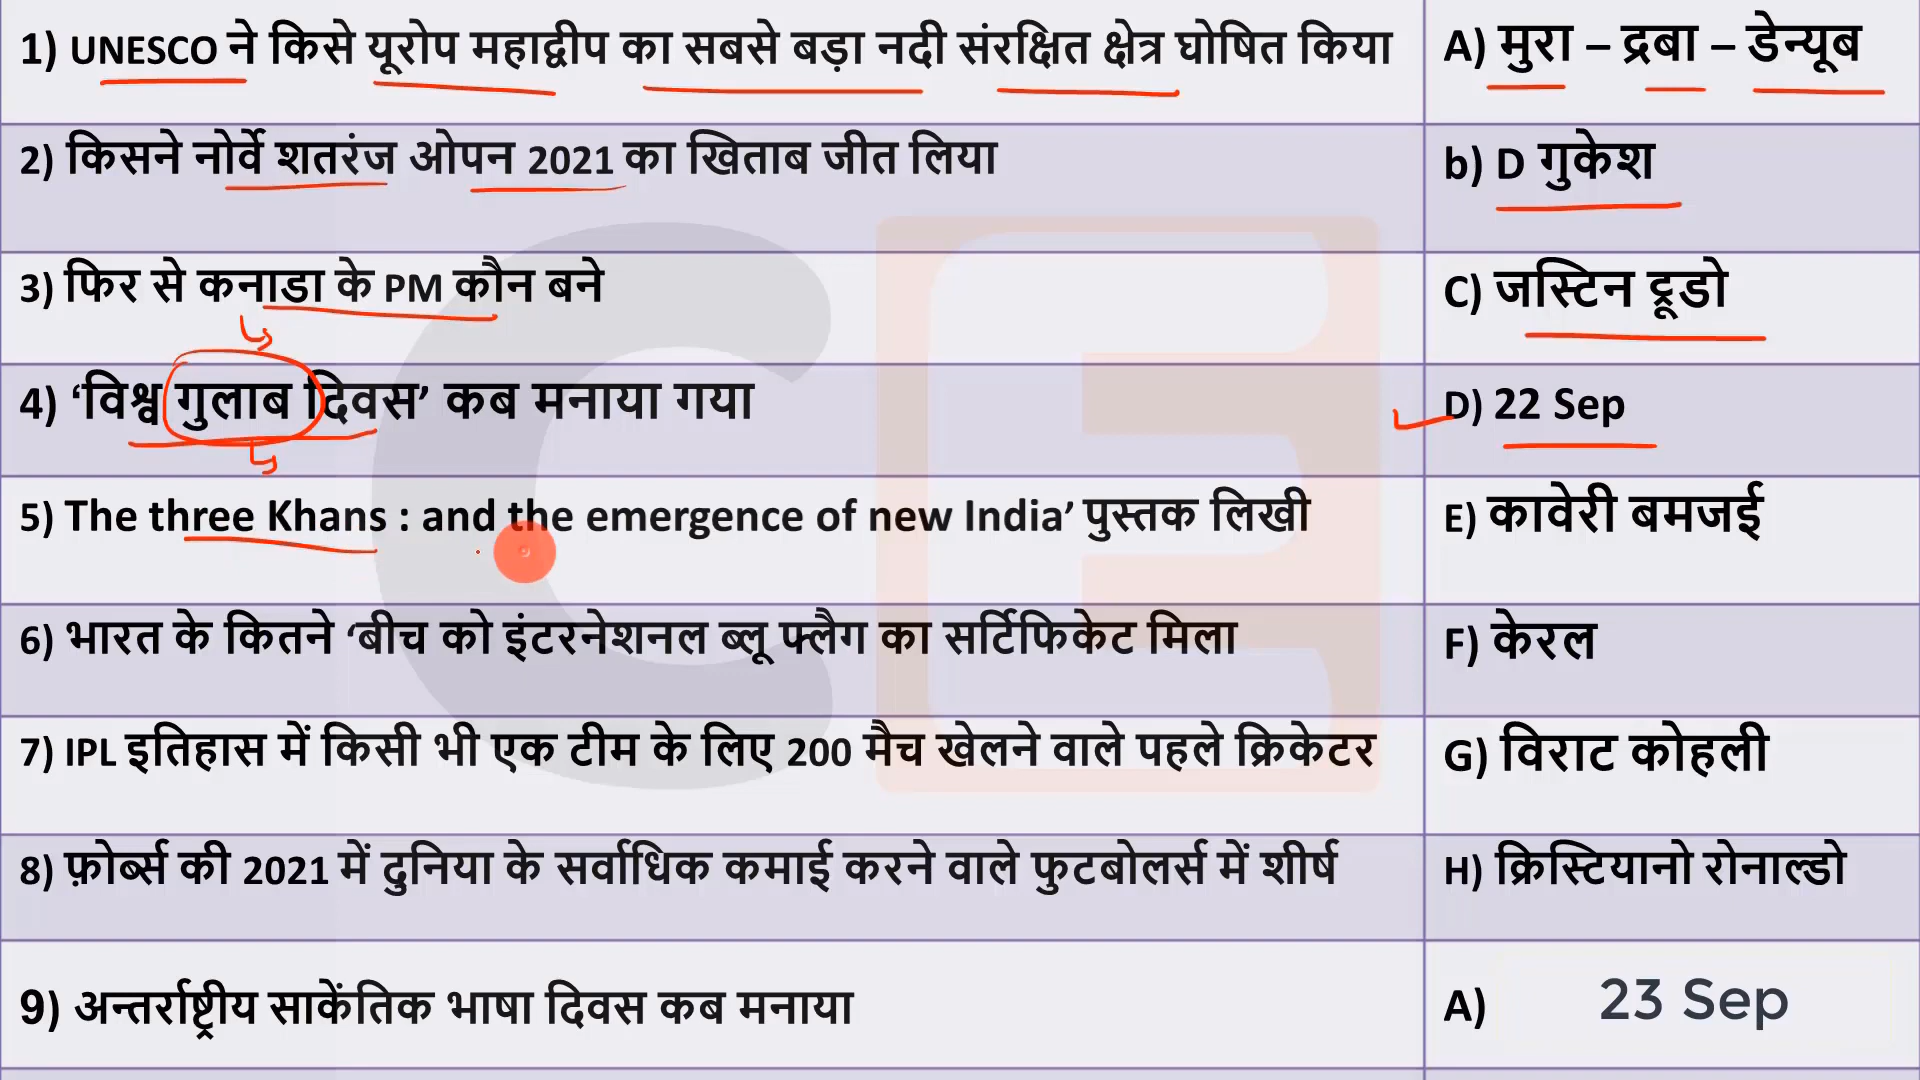 1) UNESCO ने किसे यूरोप महाद्वीप का सबसे बड़ा नदी संरक्षित क्षेत्र घोषित किया
A) मुरा – द्रबा – डेन्यूब
2) किसने नोर्वे शतरंज ओपन 2021 का खिताब जीत लिया
b) D गुकेश
3) फिर से कनाडा के PM कौन बने
C) जस्टिन ट्रूडो
4) ‘विश्व गुलाब दिवस’ कब मनाया गया
D) 22 Sep
5) The three Khans : and the emergence of new India’ पुस्तक लिखी
E) कावेरी बमजई
6) भारत के कितने ‘बीच को इंटरनेशनल ब्लू फ्लैग का सर्टिफिकेट मिला
F) केरल
7) IPL इतिहास में किसी भी एक टीम के लिए 200 मैच खेलने वाले पहले क्रिकेटर
G) विराट कोहली
8) फ़ोर्ब्स की 2021 में दुनिया के सर्वाधिक कमाई करने वाले फुटबोलर्स में शीर्ष
H) क्रिस्टियानो रोनाल्डो
9) अन्तर्राष्ट्रीय साकेंतिक भाषा दिवस कब मनाया
A) 23 Sep
CE